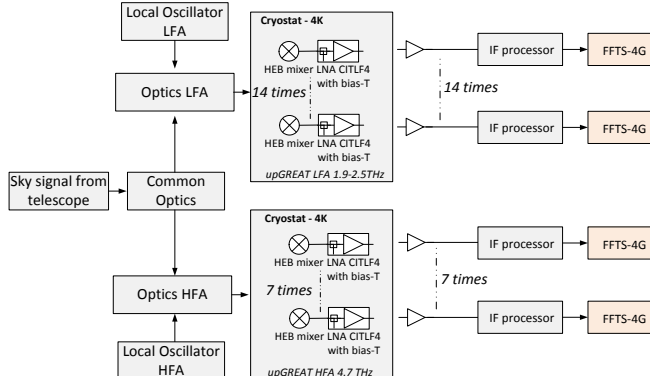 Local Oscillator
LFA
Optics LFA
Sky signal from
telescope
Common
Optics
Optics HFA
Local Oscillator
HFA
Cryostat - 4K
HEB mixer LNA CITLF4
with bias-T
14 times
HEB mixer LNA CITLF4
with bias-T
upGREAT LFA 1.9-2.5THz
14 times
IF processor
FFTS-4G
IF processor
FFTS-4G
Cryostat - 4K
HEB mixer LNA CITLF4
with bias-T
7 times
HEB mixer LNA CITLF4
with bias-T
upGREAT HFA 4.7 THz
7 times
IF processor
FFTS-4G
IF processor
FFTS-4G